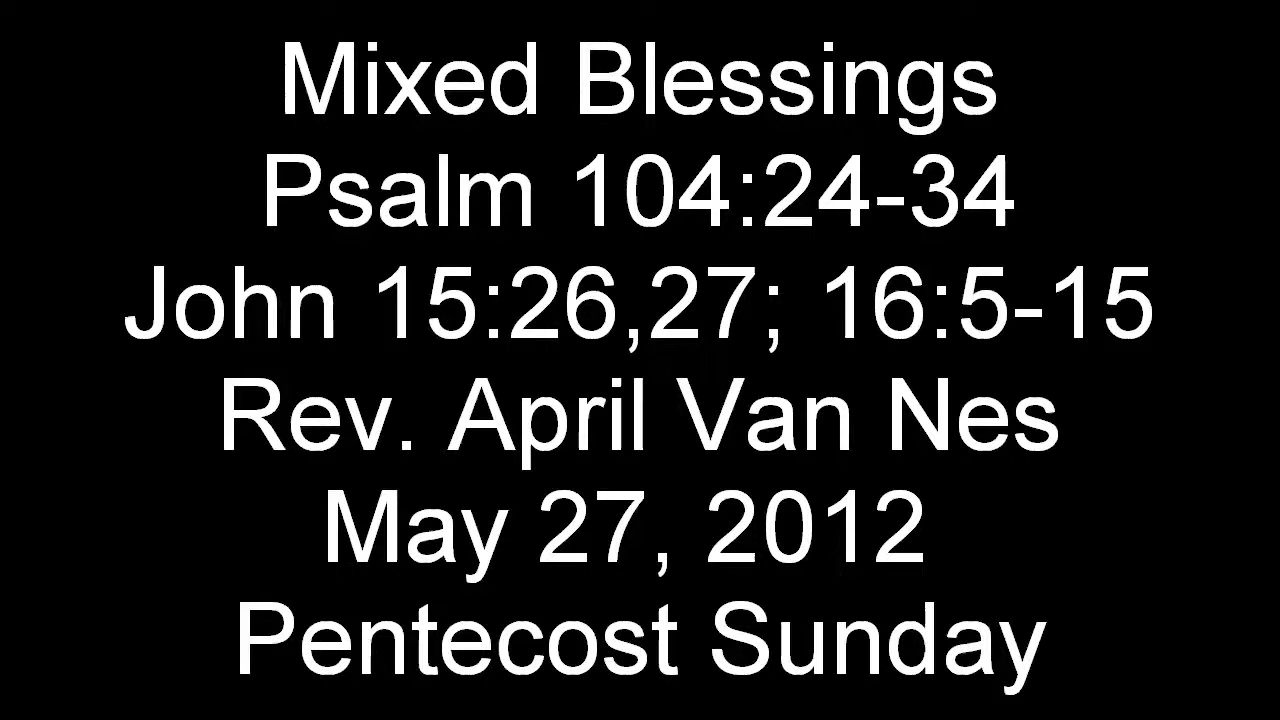 Mixed Blessings
Psalm 104:24-34
John 15:26,27; 16:5-15
Rev. April Van Nes
May 27, 2012
Pentecost Sunday